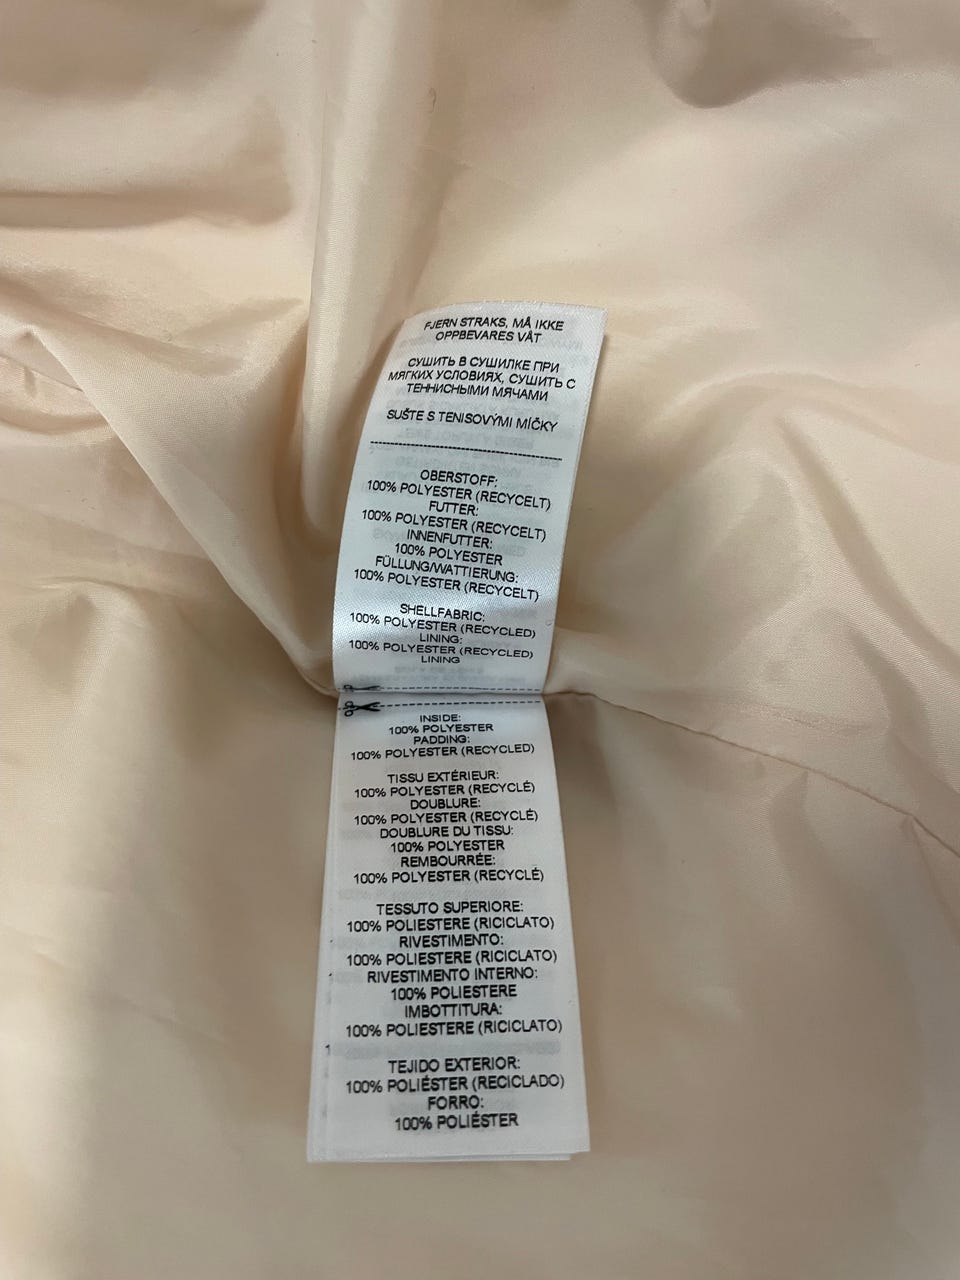 FJERN STRAKS, MÅ IKKE
OPPBEVARES VÅT
СУШИТЬ В СУШИЛКЕ ПРИ
МЯГКИХ УСЛОВИЯХ, СУШИТЬ С
ТЕННИСНЫМИ МЯЧАМИ
SUŠTE S TENISOVÝMI MÍČKY
OBERSTOFF:
100% POLYESTER (RECYCELT)
FUTTER:
100% POLYESTER (RECYCELT)
INNENFUTTER:
100% POLYESTER
FÜLLUNG/WATTIERUNG:
100% POLYESTER (RECYCELT)
SHELLFABRIC:
100% POLYESTER (RECYCLED)
LINING:
100% POLYESTER (RECYCLED)
LINING
INSIDE:
100% POLYESTER
PADDING:
100% POLYESTER (RECYCLED)
TISSU EXTÉRIEUR:
100% POLYESTER (RECYCLÉ)
DOUBLURE:
100% POLYESTER (RECYCLÉ)
DOUBLURE DU TISSU:
100% POLYESTER
REMBOURRÉE:
100% POLYESTER (RECYCLÉ)
TESSUTO SUPERIORE:
100% POLIESTERE (RICICLATO)
RIVESTIMENTO:
100% POLIESTERE (RICICLATO)
RIVESTIMENTO INTERNO:
100% POLIESTERE
IMBOTTITURA:
100% POLIESTERE (RICICLATO)
TEJIDO EXTERIOR:
100% POLIÉSTER (RECICLADO)
FORRO:
100% POLIÉSTER